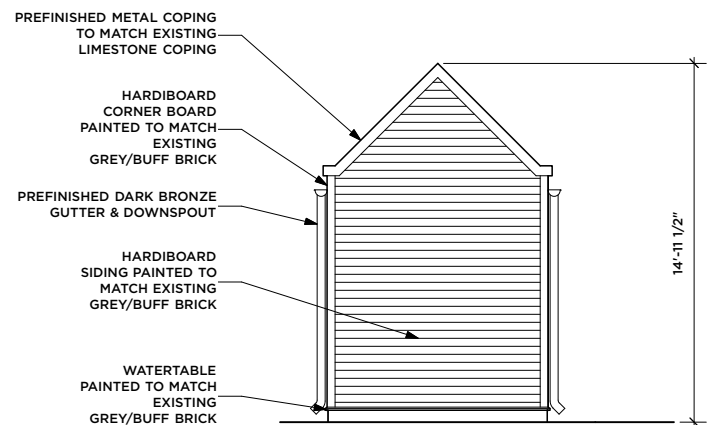 PREFINISHED METAL COPING
TO MATCH EXISTING
LIMESTONE COPING
HARDIBOARD
CORNER BOARD
PAINTED TO MATCH
EXISTING
GREY/BUFF BRICK
PREFINISHED DARK BRONZE
GUTTER & DOWNSPOUT
HARDIBOARD
SIDING PAINTED TO
MATCH EXISTING
GREY/BUFF BRICK
WATERTABLE
PAINTED TO MATCH
EXISTING
GREY/BUFF BRICK
14'-11 1/2"